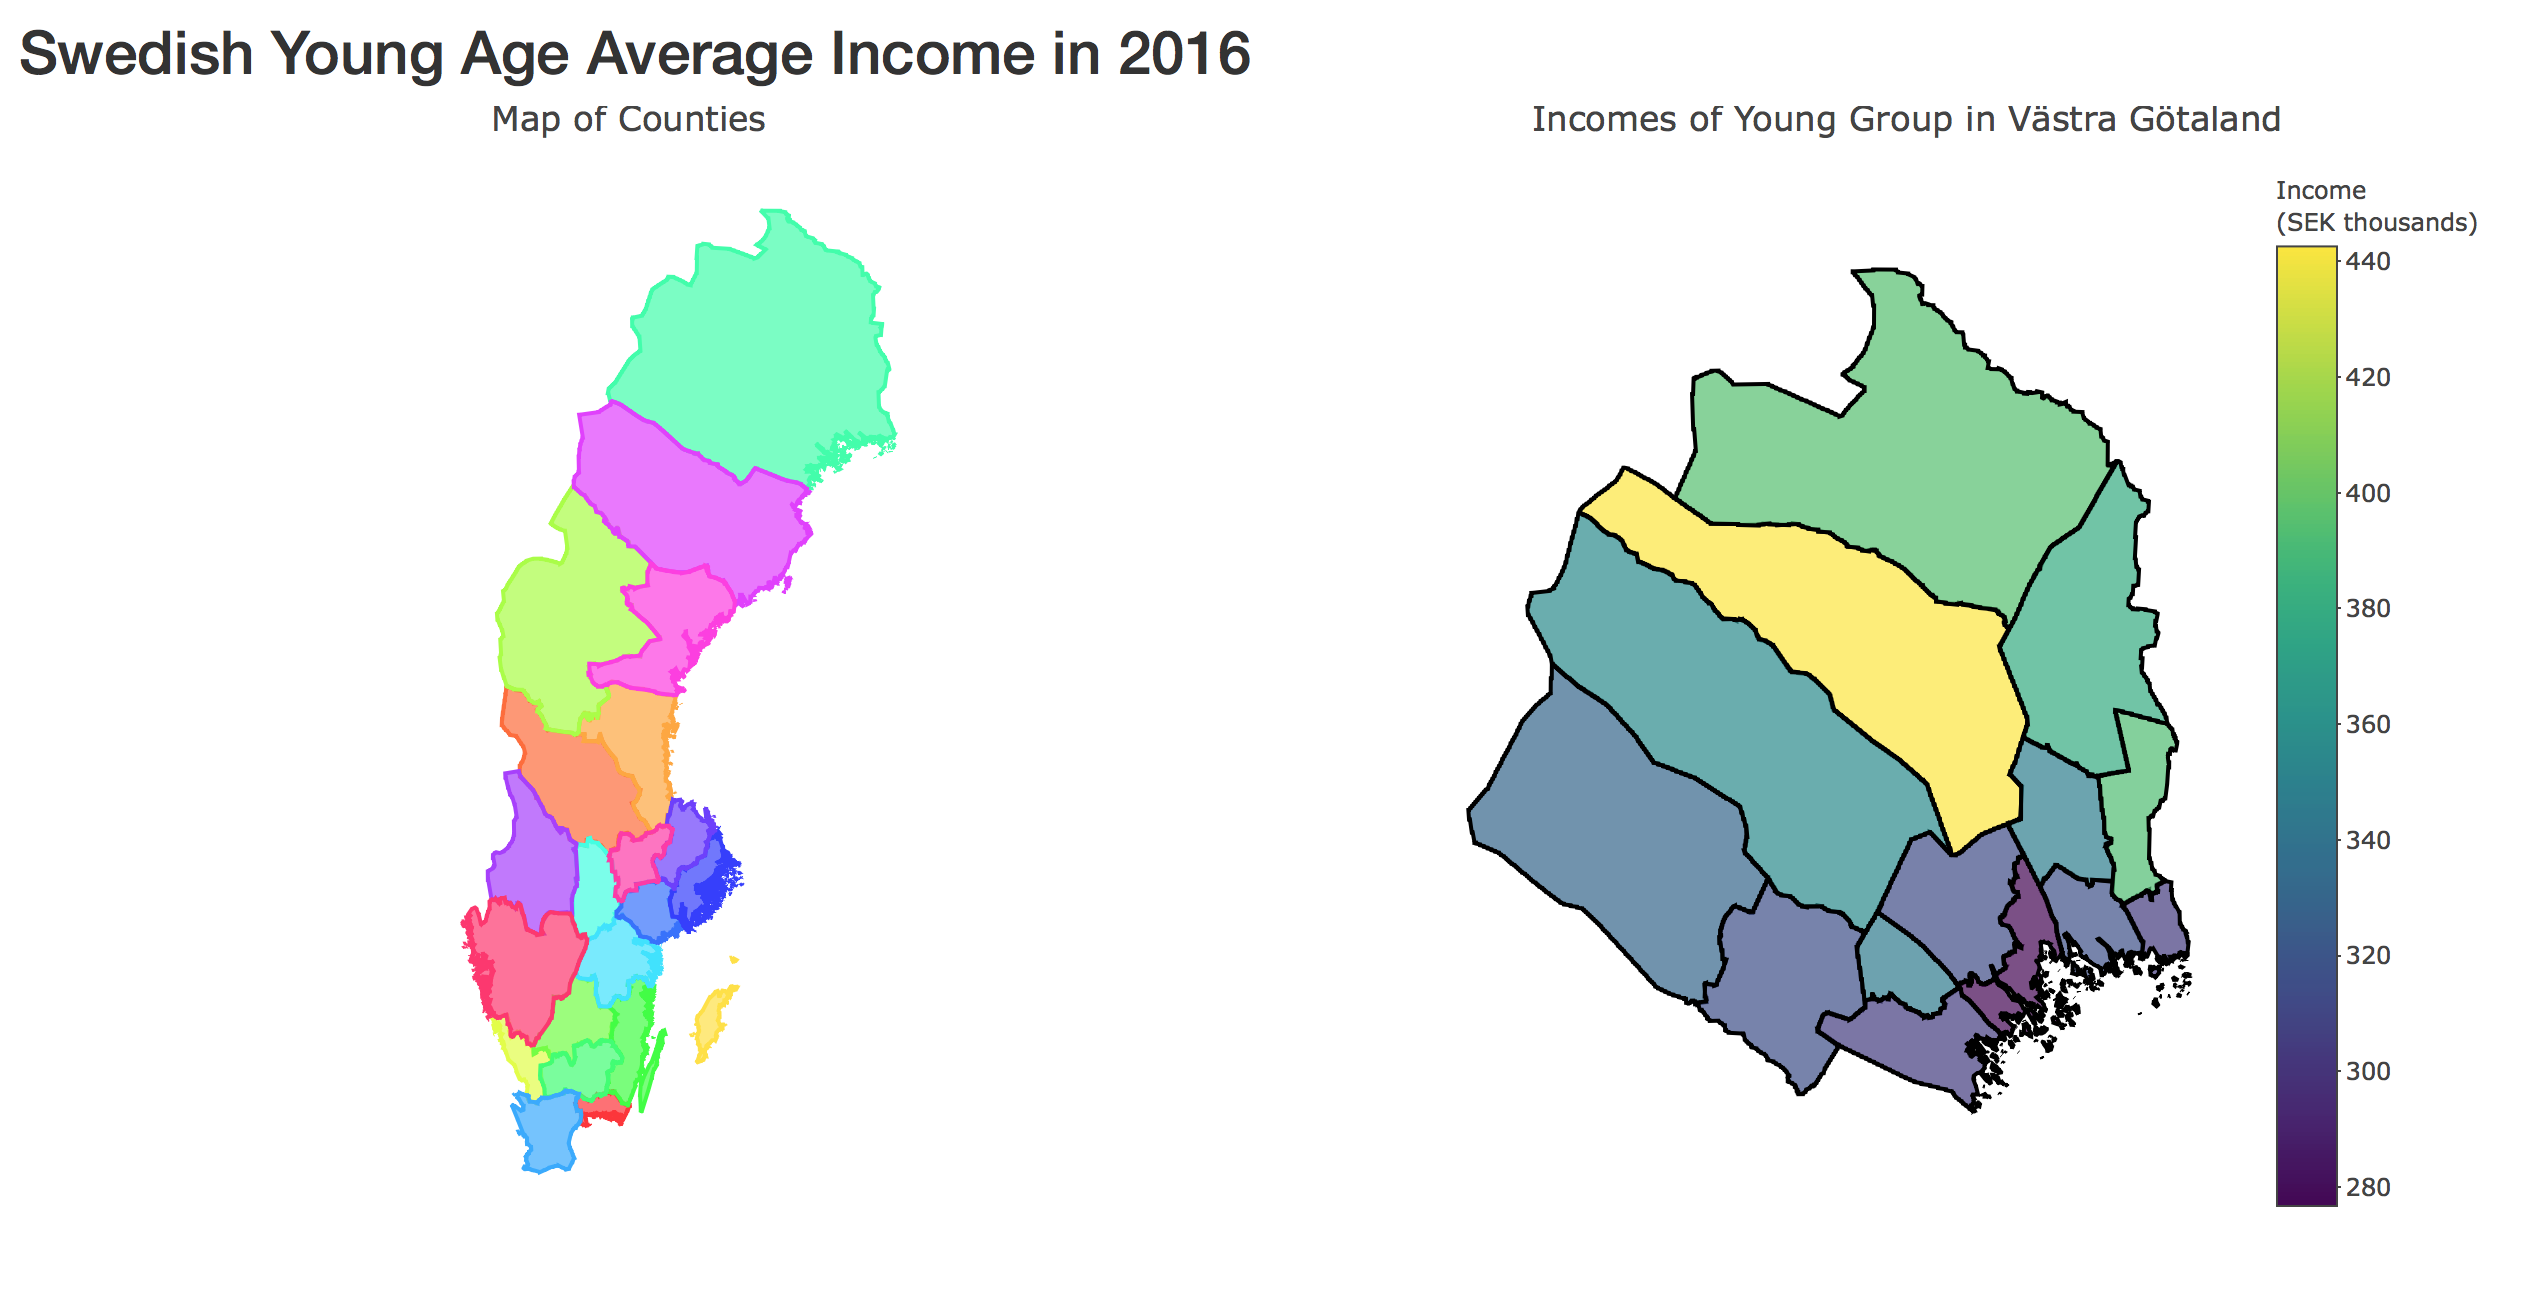 Swedish Young Age Average Income in 2016
Map of Counties
Incomes of Young Group in Västra Götaland
Income
(SEK thousands)
440
420
400
380
360
340
320
300
280